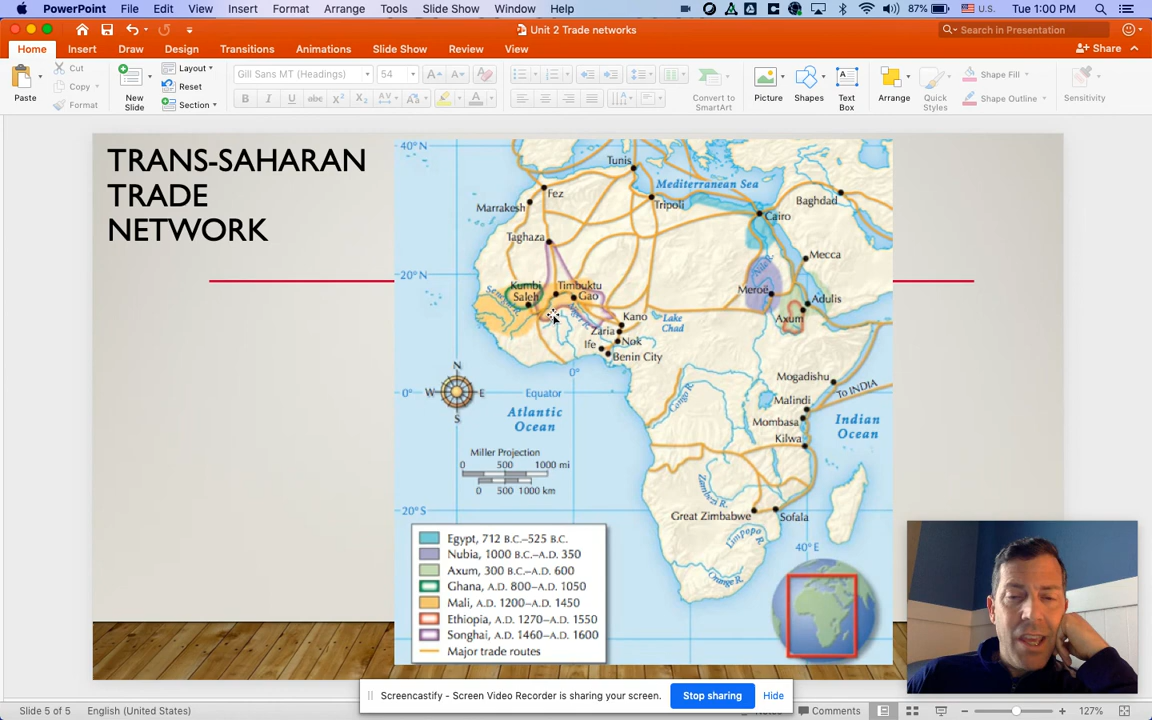 PowerPoint File Edit View Insert Format Arrange Tools Slide Show Window Help 87% U.S. Tue 1:00 PM
Unit 2 Trade networks
Search in Presentation
Home Insert Draw Design Transitions Animations Slide Show Review View Share
Paste Cut Copy Format
New Slide Layout Reset Section
Gill Sans MT (Headings) 54
Convert to SmartArt
Picture Shapes Text Box Arrange Quick Styles Shape Fill Shape Outline Sensitivity
TRANS-SAHARAN
TRADE
NETWORK
40°N
Tunis
Mediterranean Sea
Fez
Baghdad
Marrakesh
Tripoli
Cairo
Taghaza
Mecca
20°N
Nile R.
Kumbi
Saleh
Timbuktu
Gao
Meroë
Adulis
Axum
Kano
Lake
Chad
Zaria
Nok
Ife
Benin City
N
W
E
S
0°
0°
Equator
Mogadishu
To INDIA
Malindi
Congo R.
Mombasa
Kilwa
Atlantic
Ocean
Indian
Ocean
Miller Projection
0 500 1000 mi
0 500 1000 km
Zambezi R.
20°S
Great Zimbabwe
Sofala
Limpopo R.
40°E
Orange R.
Egypt, 712 B.C.–525 B.C.
Nubia, 1000 B.C.–A.D. 350
Axum, 300 B.C.–A.D. 600
Ghana, A.D. 800–A.D. 1050
Mali, A.D. 1200–A.D. 1450
Ethiopia, A.D. 1270–A.D. 1550
Songhai, A.D. 1460–A.D. 1600
Major trade routes
Screencastify - Screen Video Recorder is sharing your screen.
Stop sharing
Hide
Slide 5 of 5 English (United States) Comments 127%